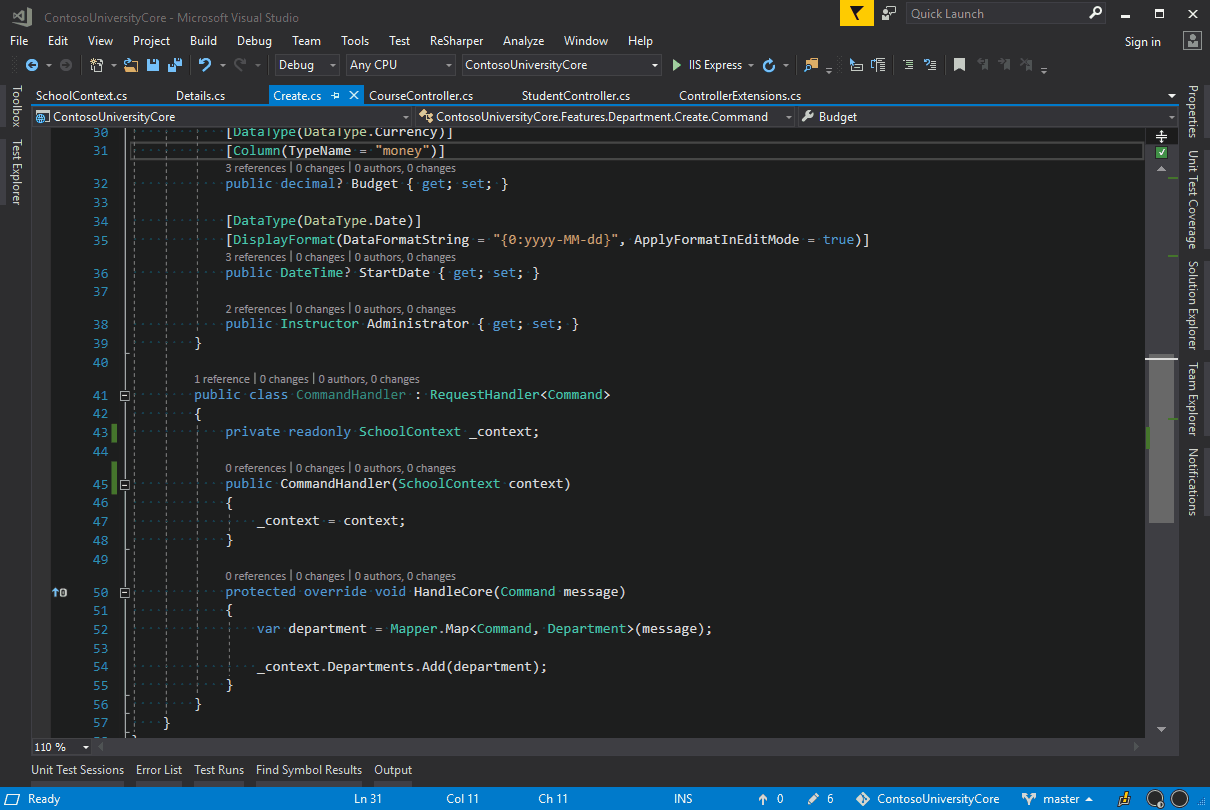 ContosoUniversityCore - Microsoft Visual Studio
Quick Launch
File Edit View Project Build Debug Team Tools Test ReSharper Analyze Window Help
Sign in
Debug Any CPU ContosoUniversityCore IIS Express
SchoolContext.cs Details.cs Create.cs CourseController.cs StudentController.cs ControllerExtensions.cs
ContosoUniversityCore ContosoUniversityCore.Features.Department.Create.Command Budget
Toolbox
Test Explorer
30 [DataType(DataType.Currency)]
31 [Column(TypeName = "money")]
3 references | 0 changes | 0 authors, 0 changes
32 public decimal? Budget { get; set; }
33
34 [DataType(DataType.Date)]
35 [DisplayFormat(DataFormatString = "{0:yyyy-MM-dd}", ApplyFormatInEditMode = true)]
3 references | 0 changes | 0 authors, 0 changes
36 public DateTime? StartDate { get; set; }
37
2 references | 0 changes | 0 authors, 0 changes
38 public Instructor Administrator { get; set; }
39 }
40
1 reference | 0 changes | 0 authors, 0 changes
41 public class CommandHandler : RequestHandler<Command>
42 {
43 private readonly SchoolContext _context;
44
0 references | 0 changes | 0 authors, 0 changes
45 public CommandHandler(SchoolContext context)
46 {
47 _context = context;
48 }
49
0 references | 0 changes | 0 authors, 0 changes
50 protected override void HandleCore(Command message)
51 {
52 var department = Mapper.Map<Command, Department>(message);
53
54 _context.Departments.Add(department);
55 }
56 }
57 }
Properties
Unit Test Coverage
Solution Explorer
Team Explorer
Notifications
110 %
Unit Test Sessions Error List Test Runs Find Symbol Results Output
Ready Ln 31 Col 11 Ch 11 INS 0 6 ContosoUniversityCore master